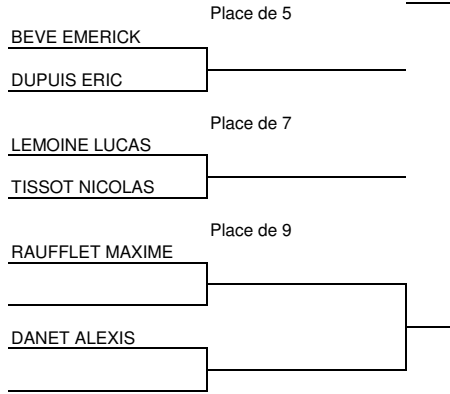 Place de 5
BEVE EMERICK
DUPUIS ERIC
Place de 7
LEMOINE LUCAS
TISSOT NICOLAS
Place de 9
RAUFFLET MAXIME
DANET ALEXIS